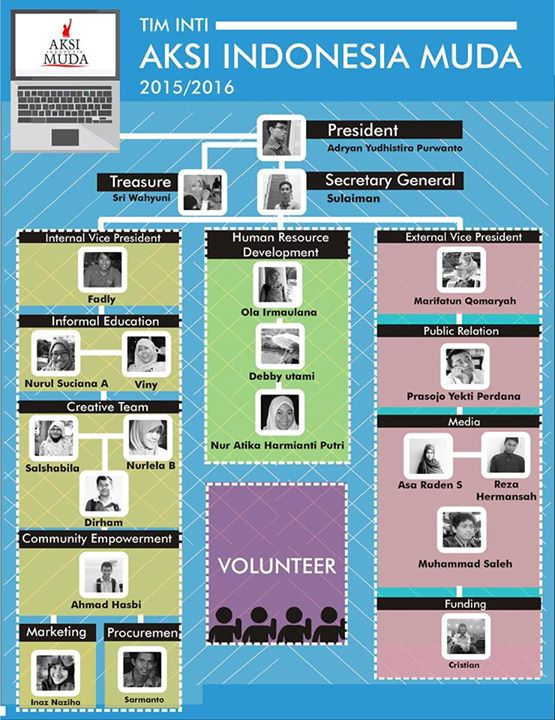 AKSI
INDONESIA
MUDA
TIM INTI
AKSI INDONESIA MUDA
2015/2016
President
Adryan Yudhistira Purwanto
Treasure
Sri Wahyuni
Secretary General
Sulaiman
Internal Vice President
Fadly
Informal Education
Nurul Suciana A
Viny
Creative Team
Salshabila
Nurlela B
Dirham
Community Empowerment
Ahmad Hasbi
Marketing
Inaz Naziha
Procuremen
Sarmanto
Human Resource
Development
Ola Irmaulana
Debby utami
Nur Atika Harmianti Putri
VOLUNTEER
External Vice President
Marifatun Qomaryah
Public Relation
Prasojo Yekti Perdana
Media
Asa Raden S
Reza
Hermansah
Muhammad Saleh
Funding
Cristian